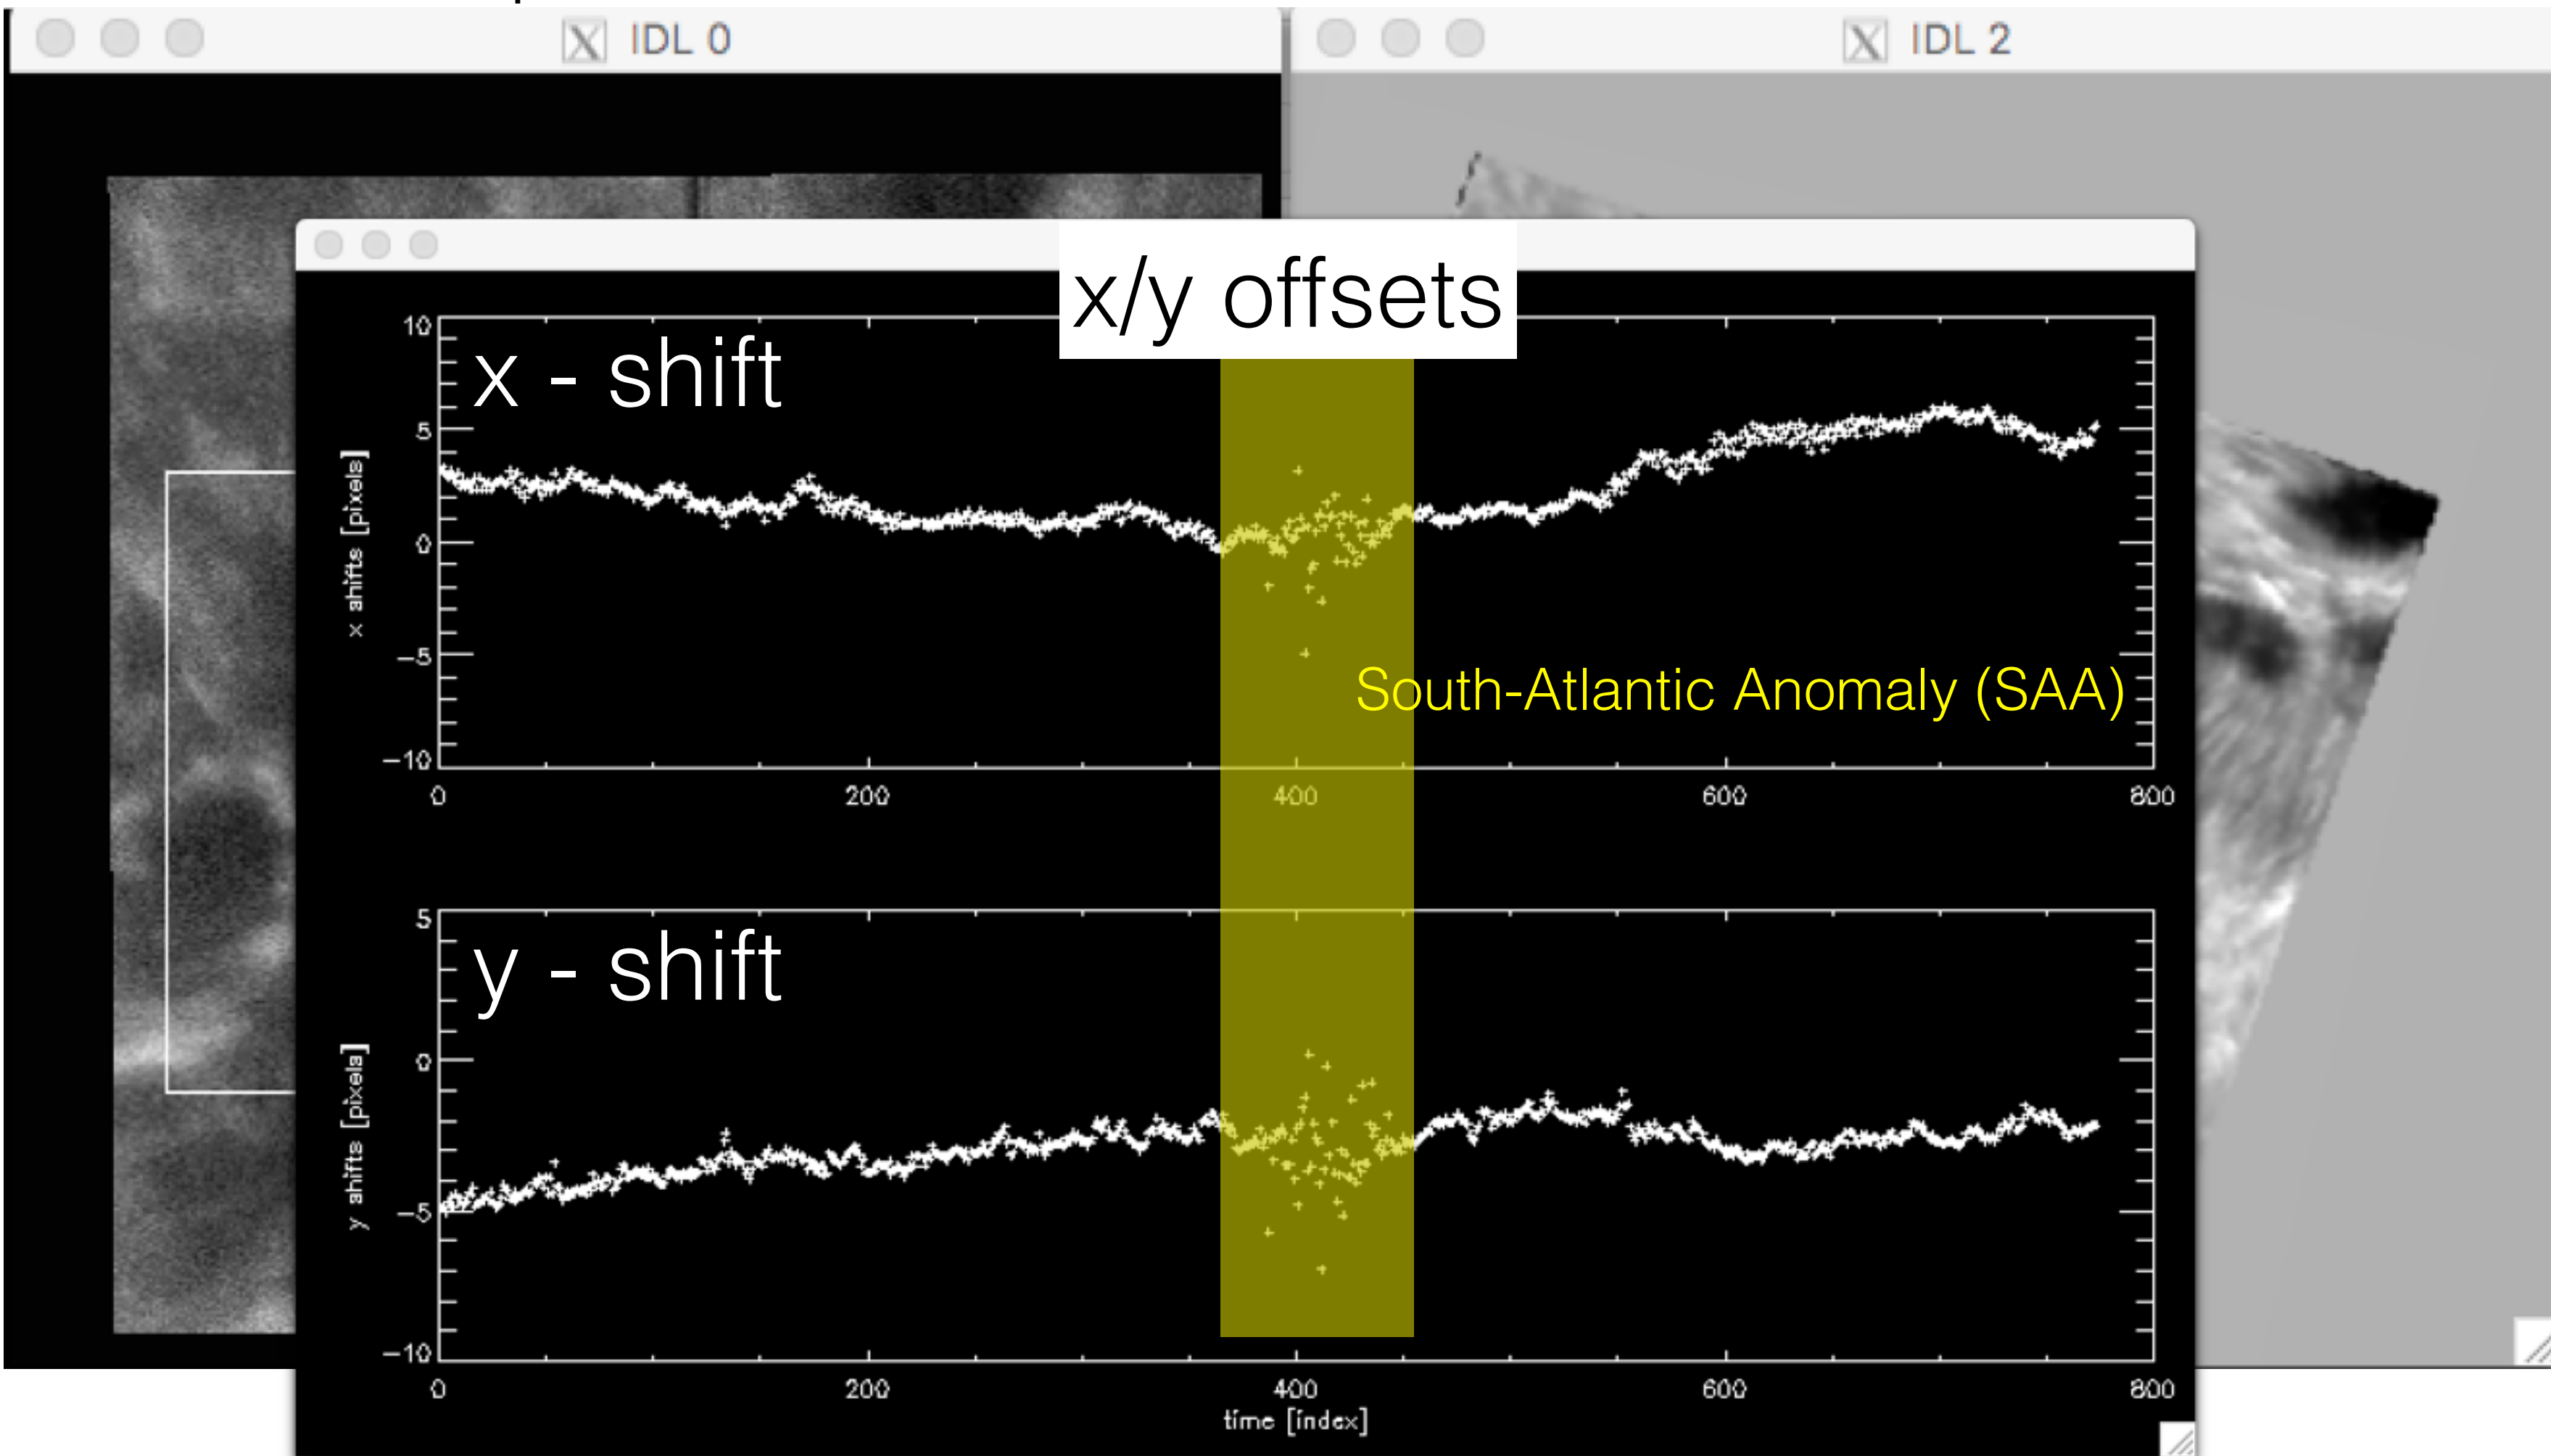 IDL 0
IDL 2
x/y offsets
x - shift
10
5
0
−5
−10
x shifts [pixels]
South-Atlantic Anomaly (SAA)
0 200 400 600 800
y - shift
5
0
−5
−10
y shifts [pixels]
0 200 400 600 800
time [index]